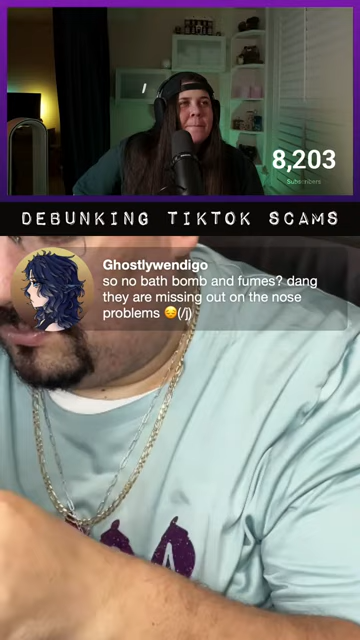 8,203
Subscribers
DEBUNKING TIKTOK SCAMS
Ghostlywendigo
so no bath bomb and fumes? dang
they are missing out on the nose
problems 😔(/j)